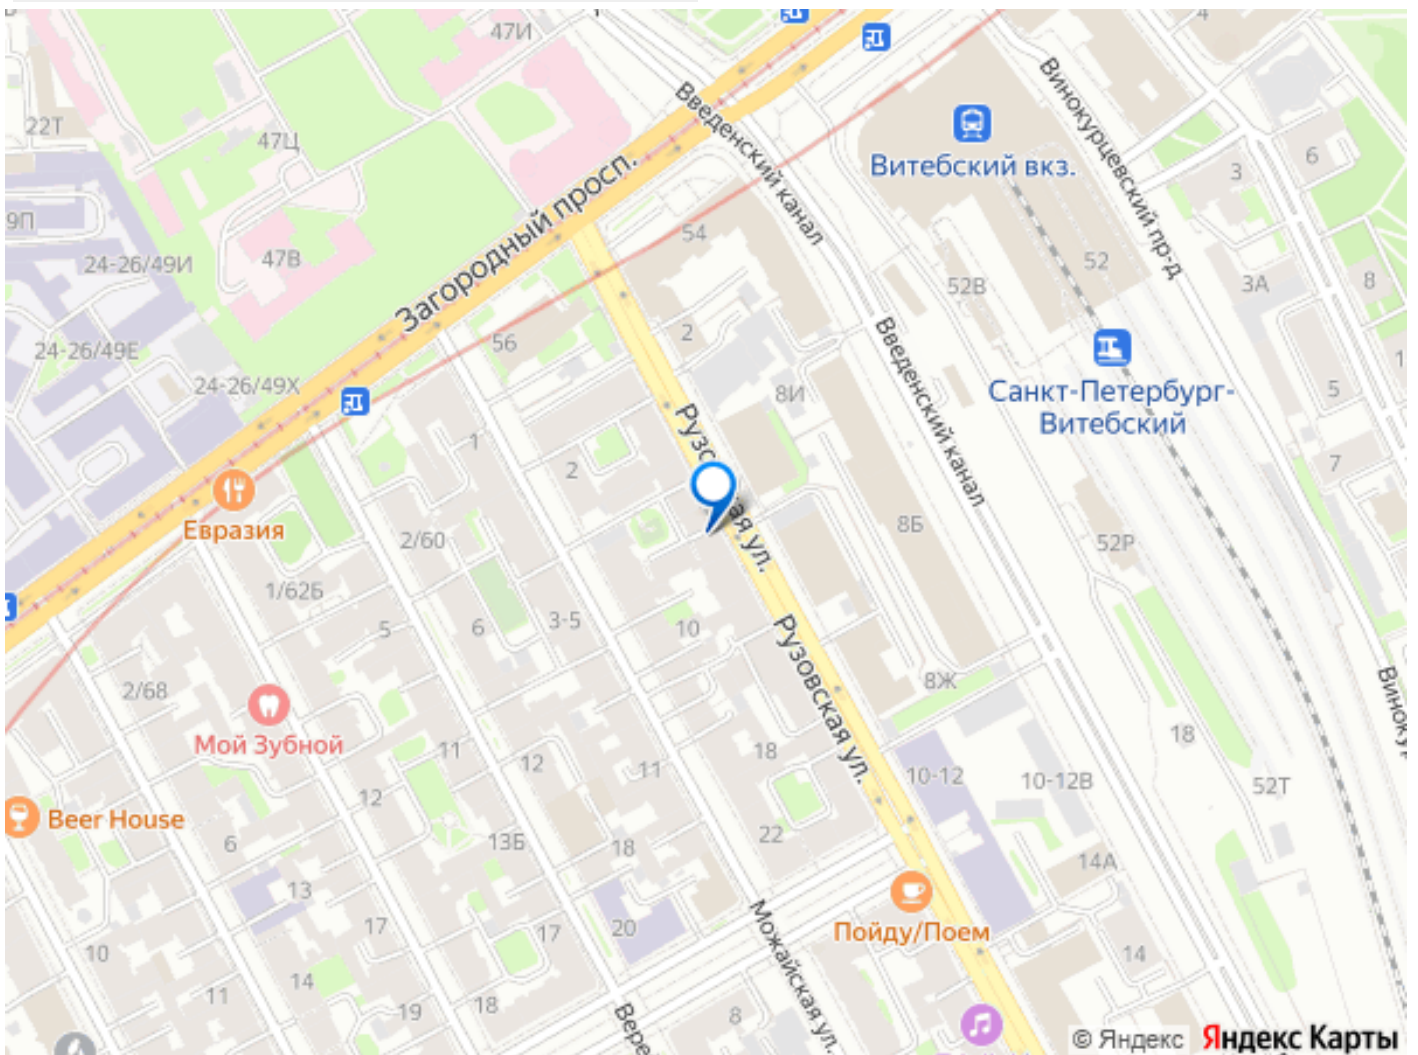 47И
4
22Т
47Ц
Введенский канал
Винокурцевский пр-д
Витебский вкз.
3
6
9П
Загородный просп.
54
24-26/49И
47В
52
52В
3А
8
24-26/49Е
56
2
24-26/49Х
8И
Рузовская ул.
Введенский канал
Санкт-Петербург-
Витебский
1
5
1
2
7
Евразия
2/60
8Б
52Р
1/62Б
5
6
3-5
10
Рузовская ул.
2/68
8Ж
18
Мой Зубной
11
12
11
18
10-12
10-12В
52Т
12
Beer House
6
13Б
18
22
14А
13
17
17
20
Можайская ул.
Пойду/Поем
10
14
14
11
19
18
8
© Яндекс
Яндекс Карты